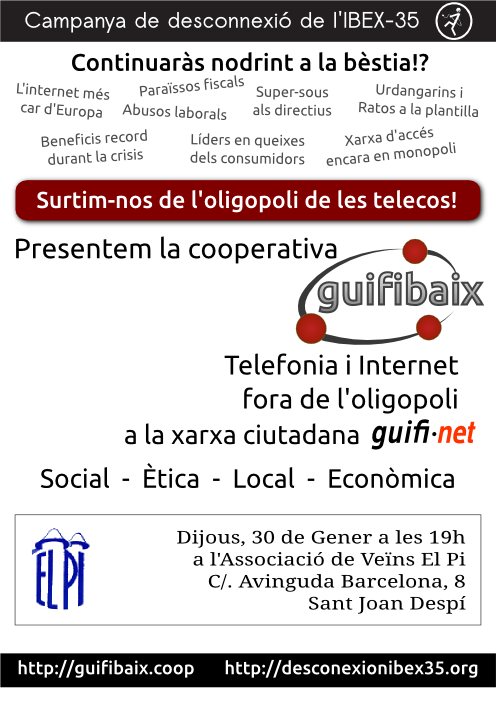 Campanya de desconnexió de l'IBEX-35
Continuaràs nodrint a la bèstia!?
L'internet més
car d'Europa
Paraïssos fiscals
Abusos laborals
Super-sous
als directius
Urdangarins i
Ratos a la plantilla
Beneficis record
durant la crisis
Líders en queixes
dels consumidors
Xarxa d'accés
encara en monopoli
Surtim-nos de l'oligopoli de les telecos!
Presentem la cooperativa
guifibaix
Telefonia i Internet
fora de l'oligopoli
a la xarxa ciutadana guifi·net
Social - Ètica - Local - Econòmica
EL PI
Dijous, 30 de Gener a les 19h
a l'Associació de Veïns El Pi
C/. Avinguda Barcelona, 8
Sant Joan Despí
http://guifibaix.coop http://desconexionibex35.org